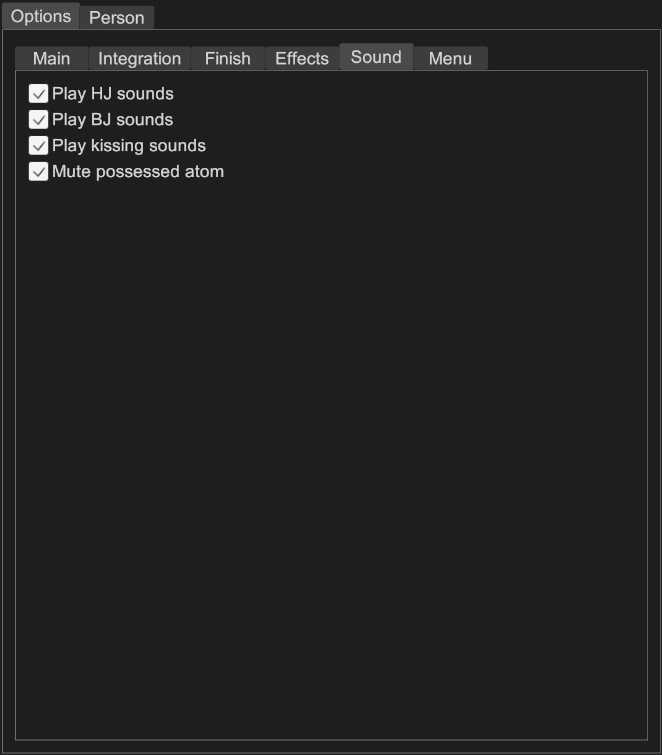 Options Person
Main Integration Finish Effects Sound Menu
Play HJ sounds
Play BJ sounds
Play kissing sounds
Mute possessed atom